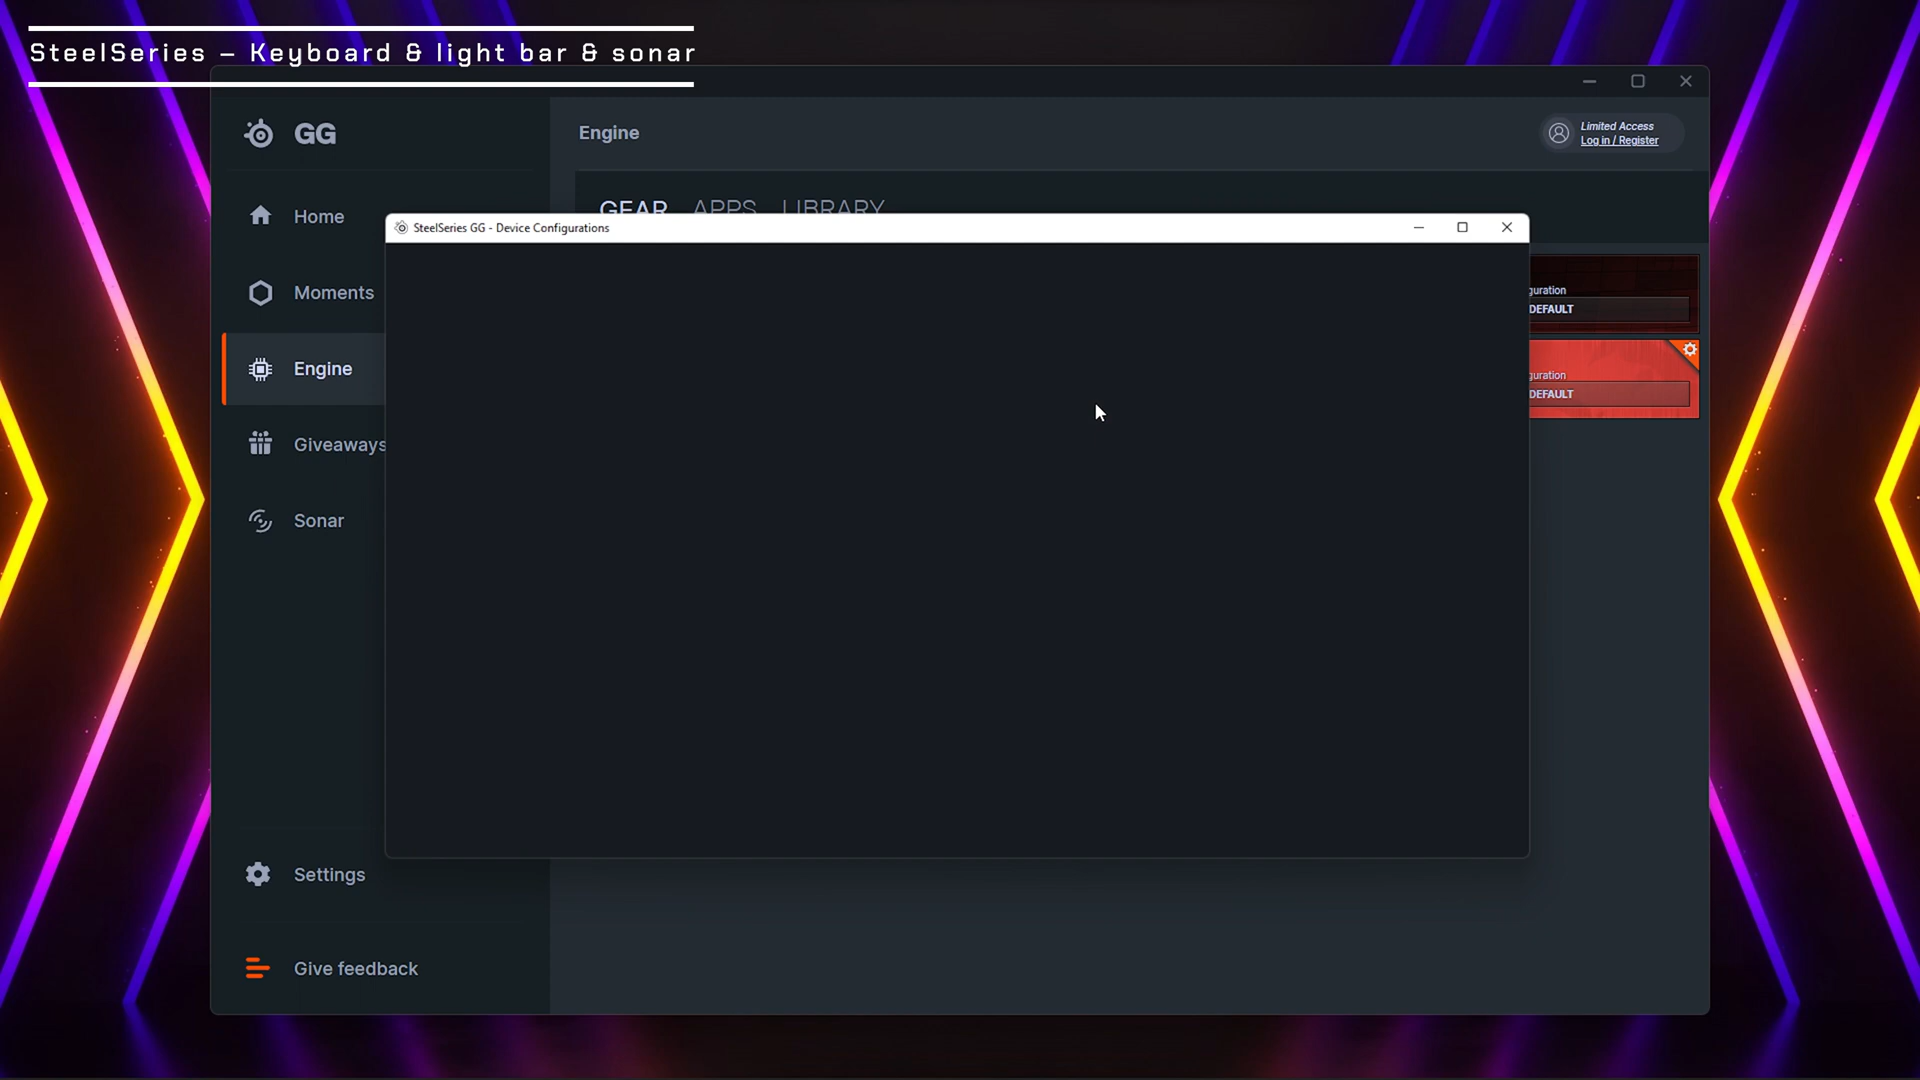 SteelSeries – Keyboard & light bar & sonar
GG
Engine
Limited Access
Log in / Register
Home
GEAR APPS LIBRARY
SteelSeries GG - Device Configurations
Moments
guration
DEFAULT
Engine
guration
DEFAULT
Giveaways
Sonar
Settings
Give feedback